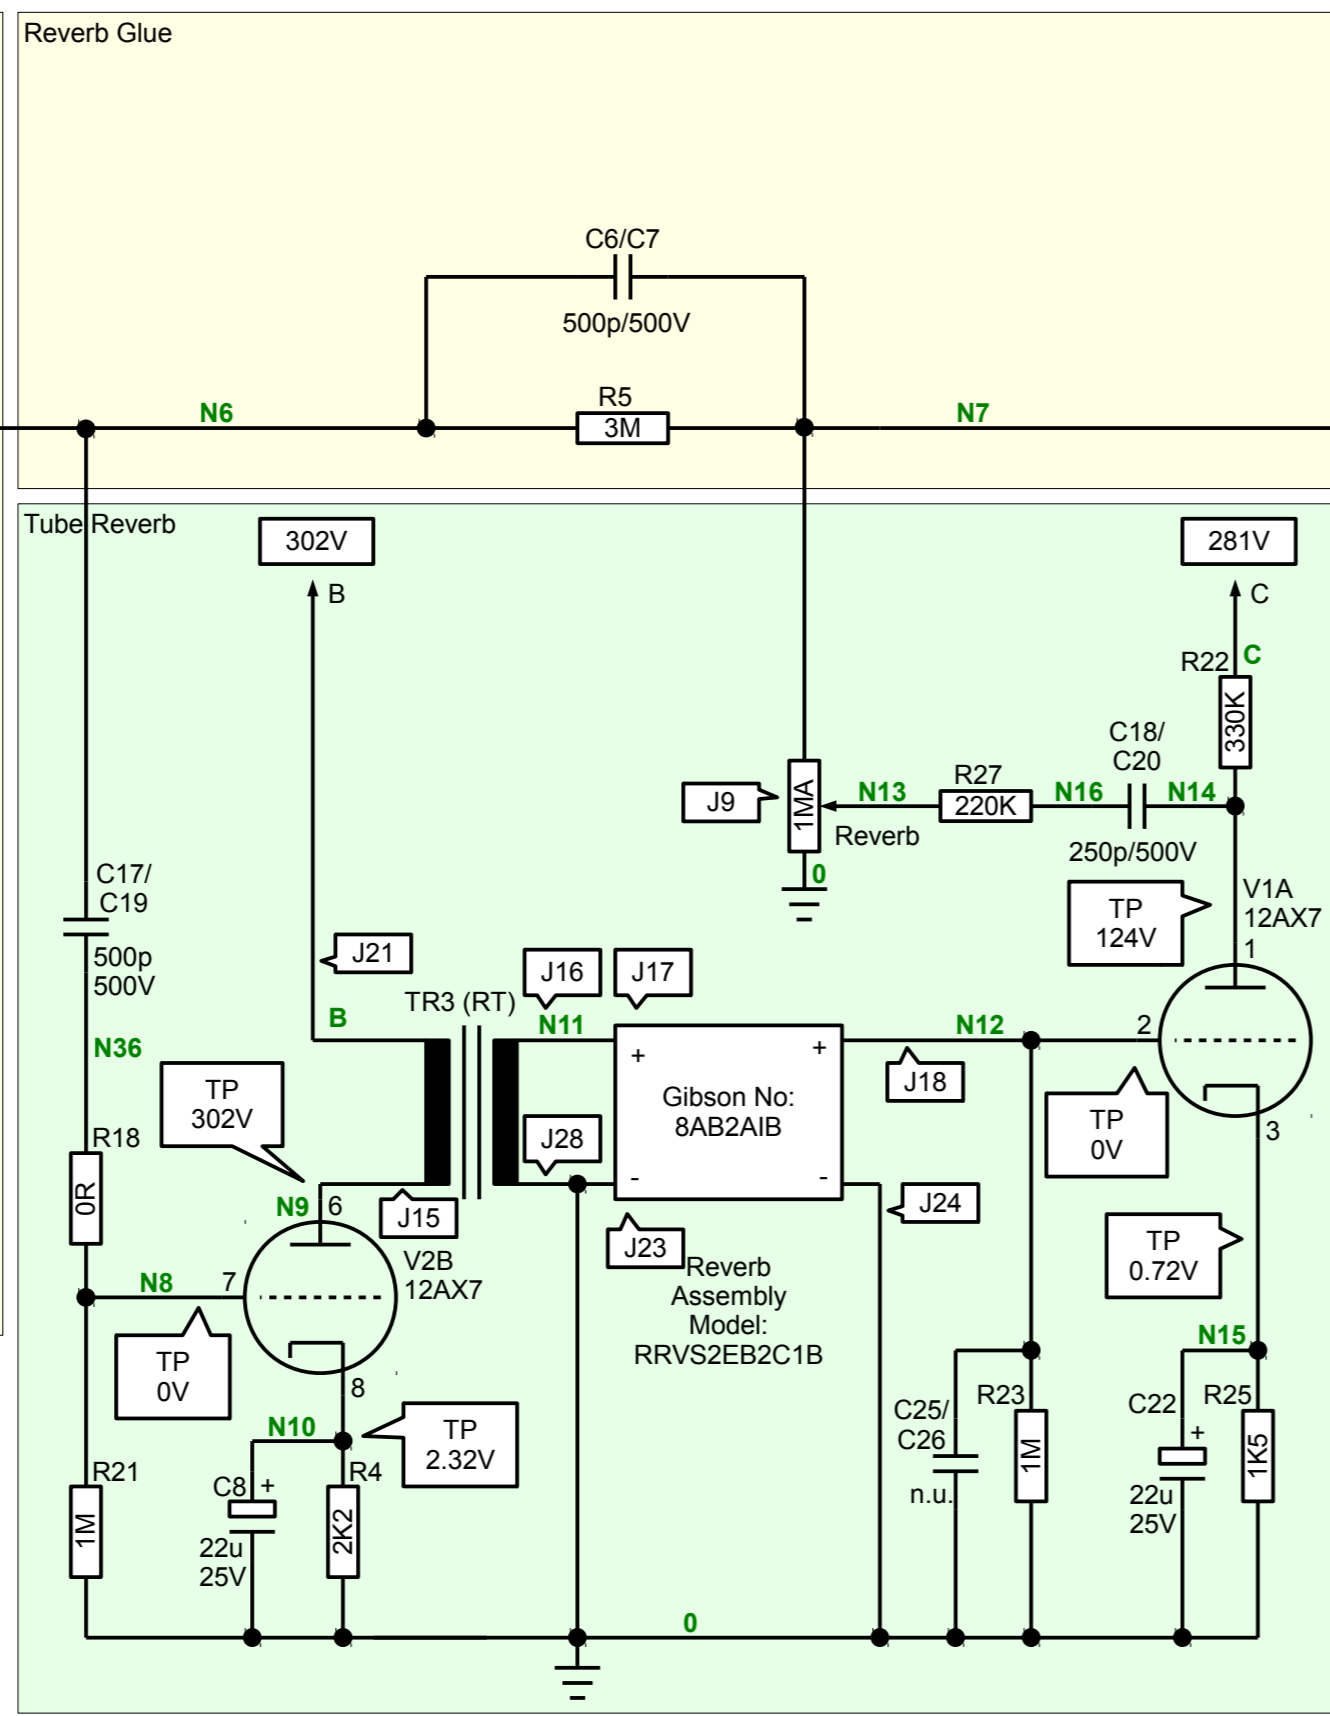 Reverb Glue
C6/C7
500p/500V
R5
3M
N6
N7
Tube Reverb
302V
281V
B
C
C
R22
330K
C18/
C20
R27
220K
N13
N16
N14
J9
1MA
Reverb
250p/500V
0
C17/
C19
500p
500V
V1A
12AX7
TP
124V
1
J21
J16
J17
TR3 (RT)
B
N11
N12
2
N36
+
+
Gibson No:
8AB2AIB
J18
TP
302V
TP
0V
3
R18
0R
J28
-
-
J24
N9
6
J15
J23
TP
0.72V
V2B
12AX7
Reverb
Assembly
Model:
RRVS2EB2C1B
N8
7
N15
TP
0V
8
N10
TP
2.32V
C25/
C26
n.u.
R23
1M
C22
+
22u
25V
R25
1K5
R21
1M
C8
+
22u
25V
R4
2K2
0